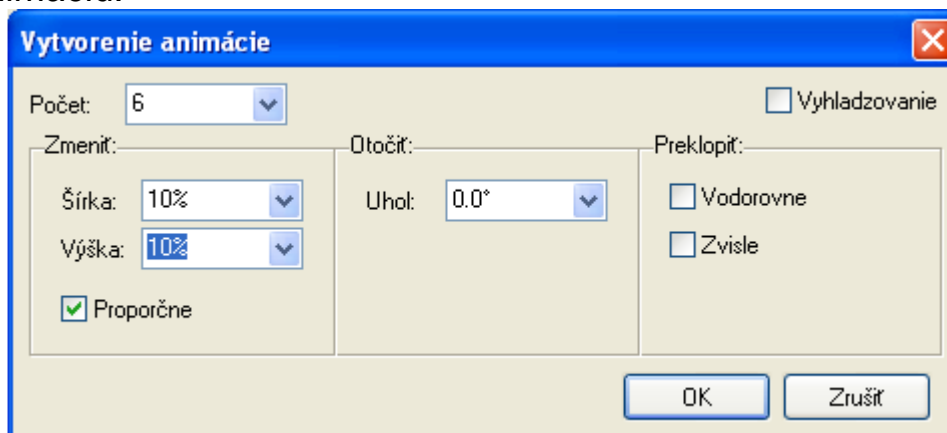 Vytvorenie animácie
Počet: 6 Vyhladzovanie
Zmeniť: Otočiť: Preklopiť:
Šírka: 10% Uhol: 0.0° Vodorovne
Výška: 10% Zvisle
Proporčne
OK Zrušiť